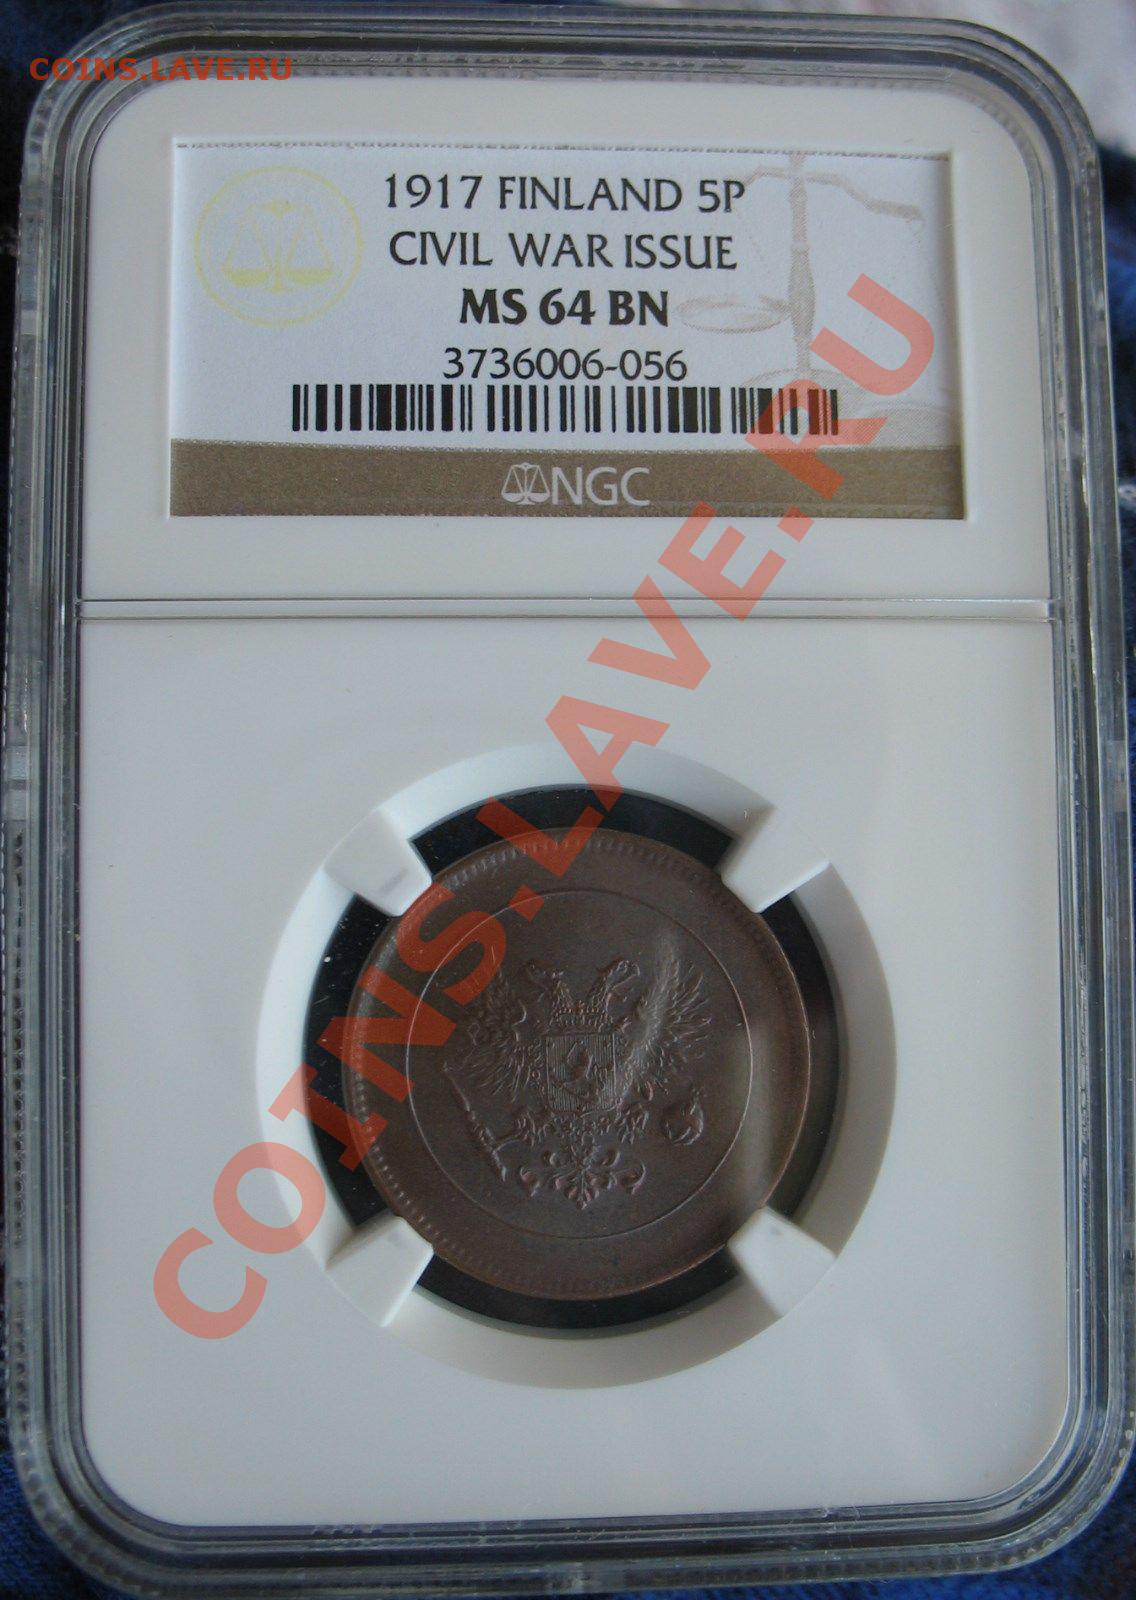 COINS.LAVE.RU
1917 FINLAND 5P
CIVIL WAR ISSUE
MS 64 BN
3736006-056
NGC
COINS.LAVE.RU